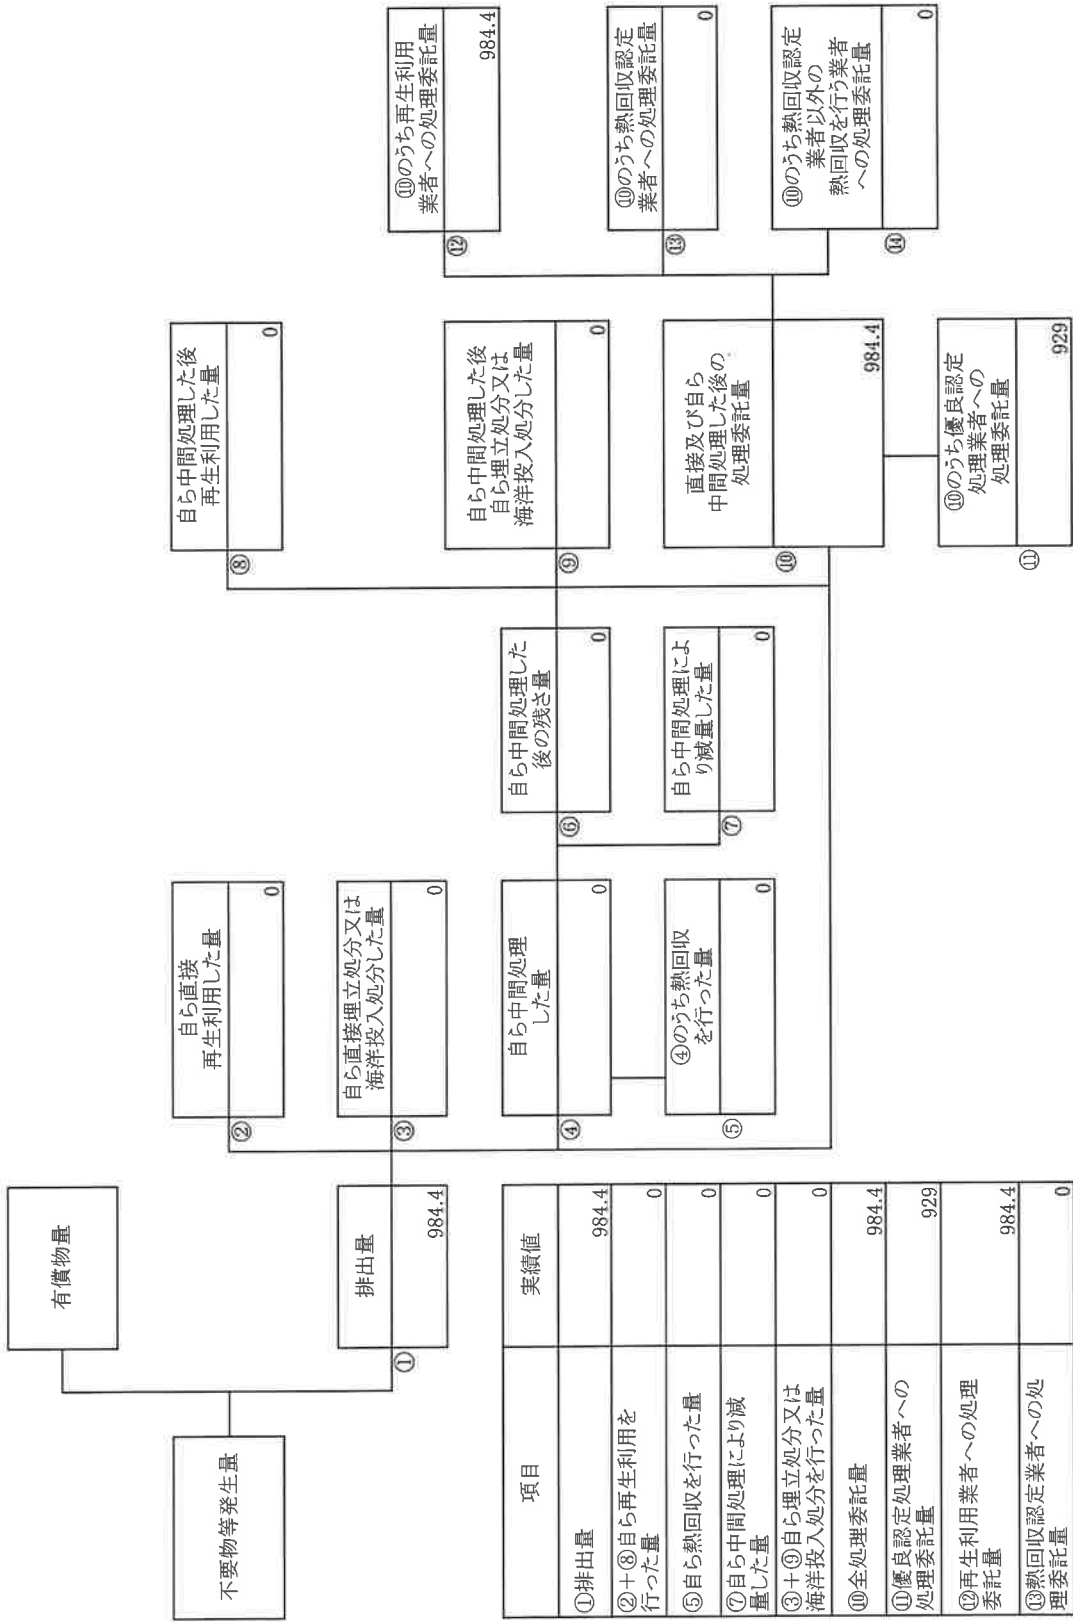 不要物等発生量
有償物量
①
排出量
984.4
②
自ら直接
再生利用した量
0
③
自ら直接埋立処分又は
海洋投入処分した量
0
④
自ら中間処理
した量
0
⑤
④のうち熱回収
を行った量
0
⑥
自ら中間処理した
後の残さ量
0
⑦
自ら中間処理によ
り減量した量
0
⑧
自ら中間処理した後
再生利用した量
0
⑨
自ら中間処理した後
自ら埋立処分又は
海洋投入処分した量
0
⑩
直接及び自ら
中間処理した後の
処理委託量
984.4
⑪
⑩のうち優良認定
処理業者への
処理委託量
929
⑫
⑩のうち再生利用
業者への処理委託量
984.4
⑬
⑩のうち熱回収認定
業者への処理委託量
0
⑭
⑩のうち熱回収認定
業者以外の
熱回収を行う業者
への処理委託量
0
項目 実績値
①排出量 984.4
②+⑧自ら再生利用を
行った量 0
⑤自ら熱回収を行った量 0
⑦自ら中間処理により減
量した量 0
③+⑨自ら埋立処分又は
海洋投入処分を行った量 0
⑩全処理委託量 984.4
⑪優良認定処理業者への
処理委託量 929
⑫再生利用業者への処理
委託量 984.4
⑬熱回収認定業者への処
理委託量 0